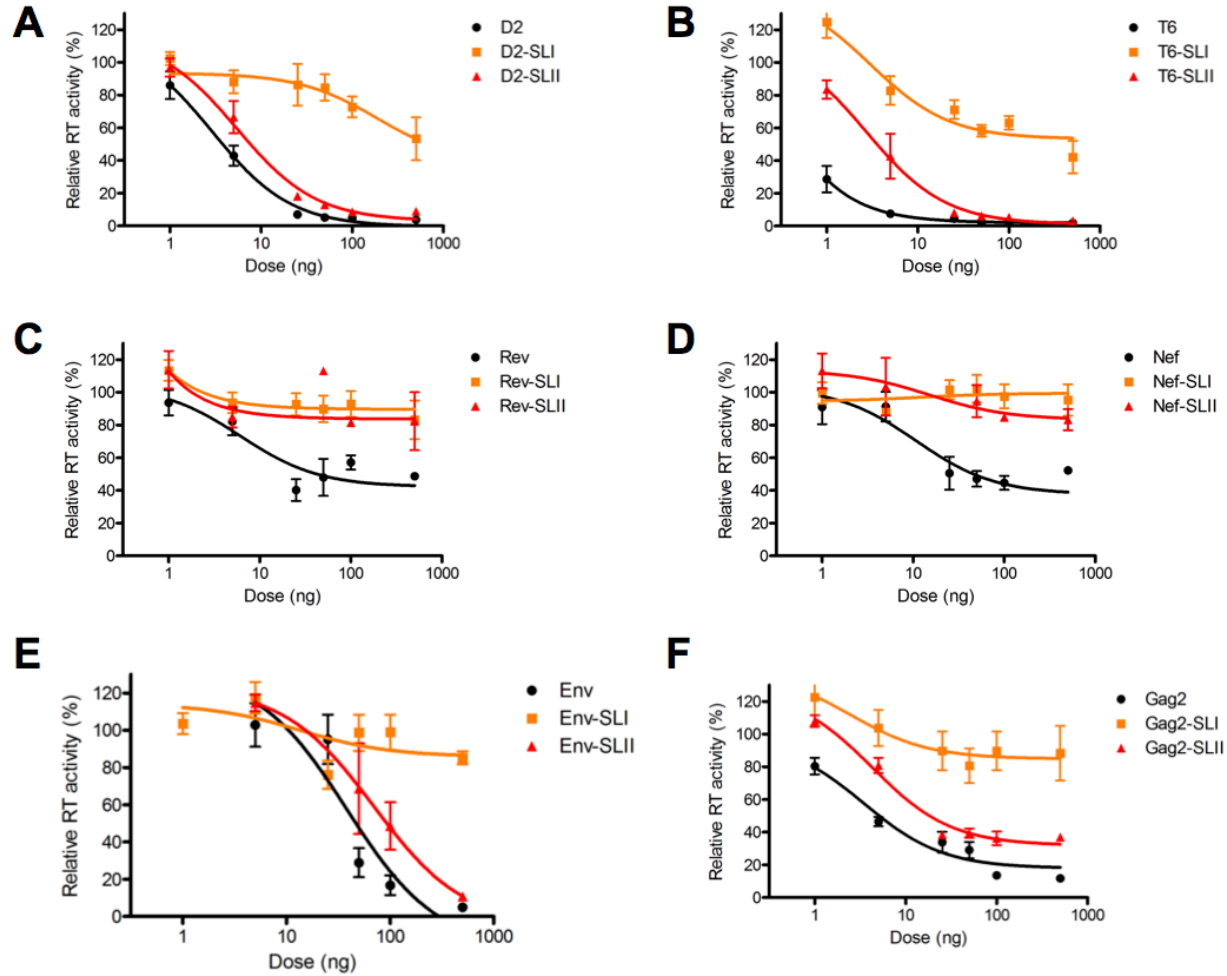 A
Relative RT activity (%)
120
100
80
60
40
20
0
1
10
100
1000
Dose (ng)
D2
D2-SLI
D2-SLII
B
Relative RT activity (%)
120
100
80
60
40
20
0
1
10
100
1000
Dose (ng)
T6
T6-SLI
T6-SLII
C
Relative RT activity (%)
120
100
80
60
40
20
0
1
10
100
1000
Dose (ng)
Rev
Rev-SLI
Rev-SLII
D
Relative RT activity (%)
120
100
80
60
40
20
0
1
10
100
1000
Dose (ng)
Nef
Nef-SLI
Nef-SLII
E
Relative RT activity (%)
120
100
80
60
40
20
0
1
10
100
1000
Dose (ng)
Env
Env-SLI
Env-SLII
F
Relative RT activity (%)
120
100
80
60
40
20
0
1
10
100
1000
Dose (ng)
Gag2
Gag2-SLI
Gag2-SLII